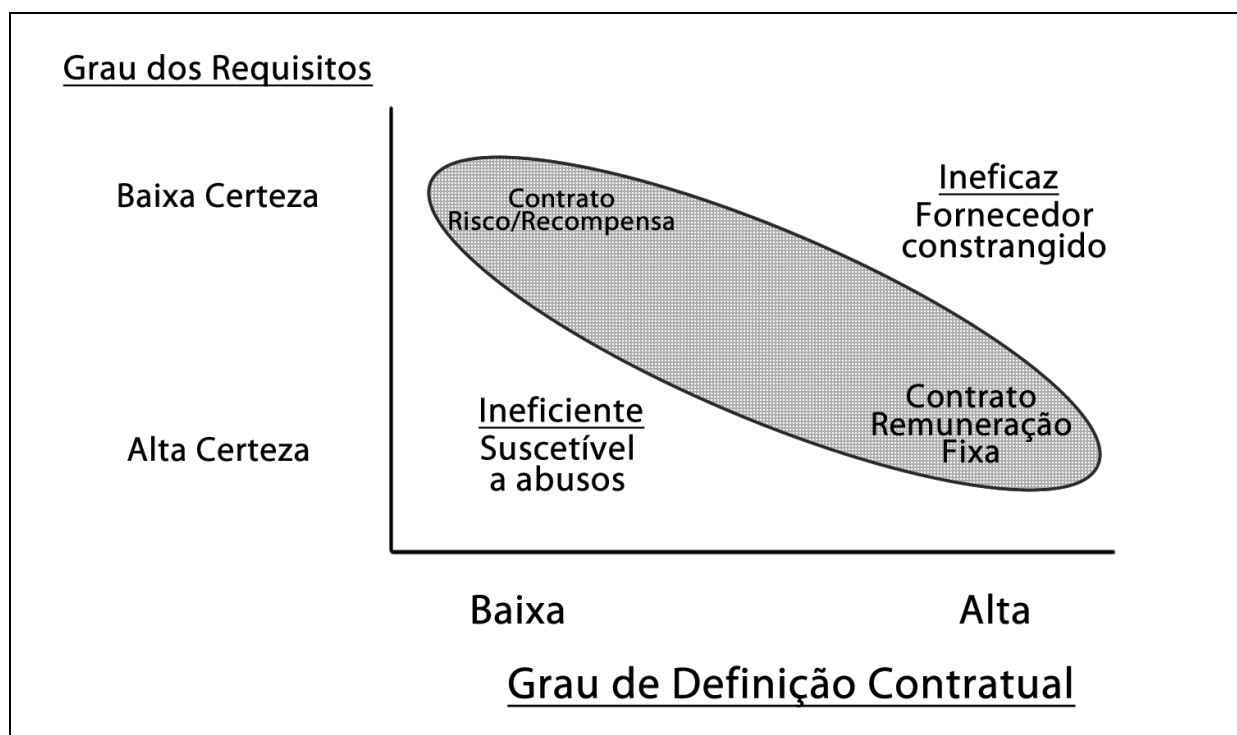 Grau dos Requisitos
Baixa Certeza
Contrato
Risco/Recompensa
Ineficaz
Fornecedor
constrangido
Alta Certeza
Ineficiente
Suscetível
a abusos
Contrato
Remuneração
Fixa
Baixa
Alta
Grau de Definição Contratual